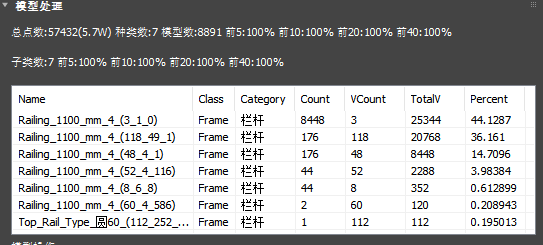 模型处理
总点数:57432(5.7W) 种类数:7 模型数:8891 前5:100% 前10:100% 前20:100% 前40:100%
子类数:7 前5:100% 前10:100% 前20:100% 前40:100%
Name Class Category Count VCount TotalV Percent
Railing_1100_mm_4_(3_1_0) Frame 栏杆 8448 3 25344 44.1287
Railing_1100_mm_4_(118_49_1) Frame 栏杆 176 118 20768 36.161
Railing_1100_mm_4_(48_4_1) Frame 栏杆 176 48 8448 14.7096
Railing_1100_mm_4_(52_4_116) Frame 栏杆 44 52 2288 3.98384
Railing_1100_mm_4_(8_6_8) Frame 栏杆 44 8 352 0.612899
Railing_1100_mm_4_(60_4_586) Frame 栏杆 2 60 120 0.208943
Top_Rail_Type_圆60_(112_252_... Frame 栏杆 1 112 112 0.195013